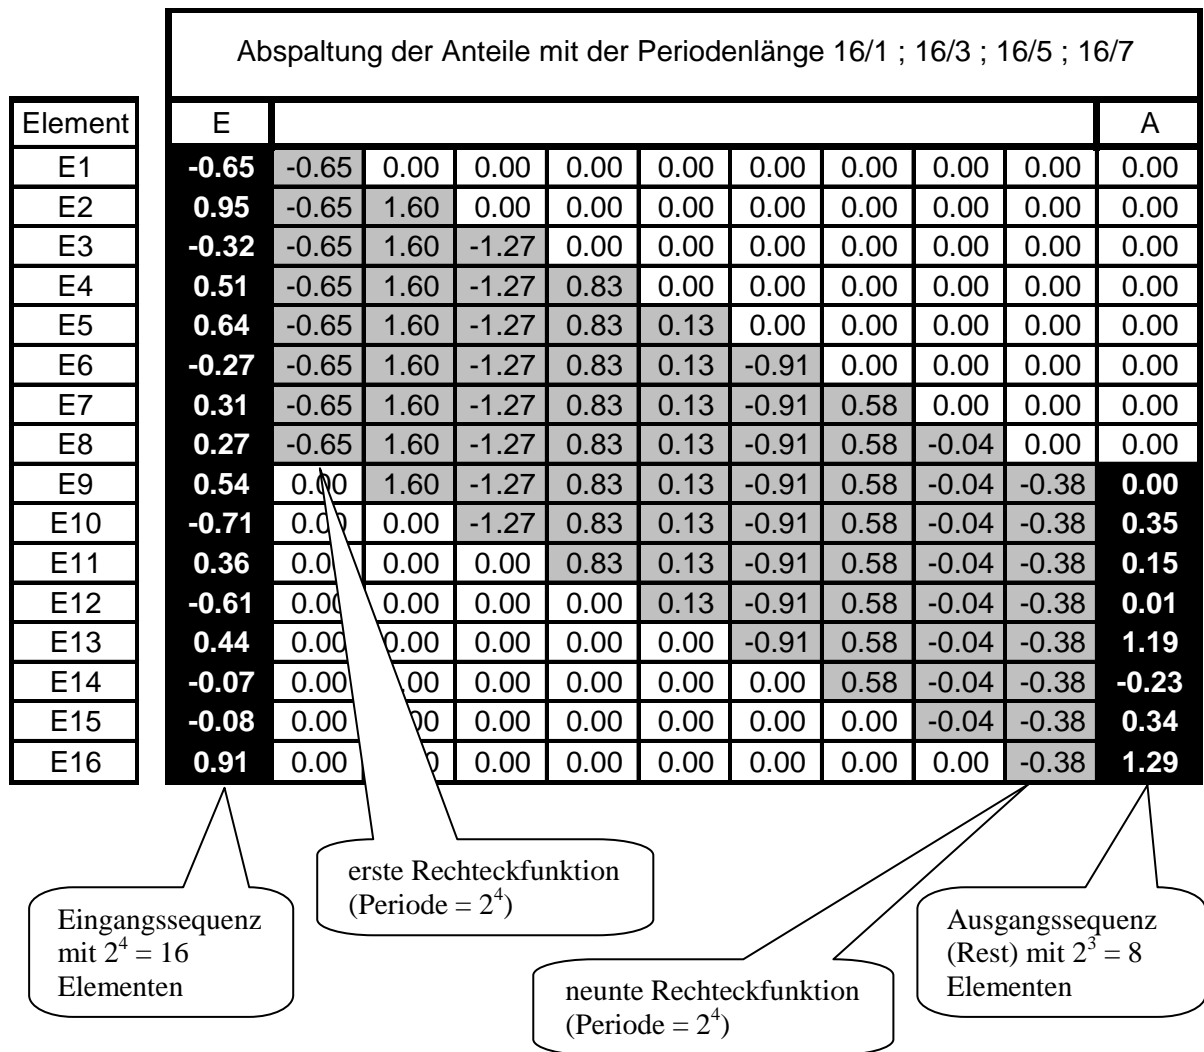 Abspaltung der Anteile mit der Periodenlänge 16/1 ; 16/3 ; 16/5 ; 16/7
Element E A
E1 -0.65 -0.65 0.00 0.00 0.00 0.00 0.00 0.00 0.00 0.00 0.00
E2 0.95 -0.65 1.60 0.00 0.00 0.00 0.00 0.00 0.00 0.00 0.00
E3 -0.32 -0.65 1.60 -1.27 0.00 0.00 0.00 0.00 0.00 0.00 0.00
E4 0.51 -0.65 1.60 -1.27 0.83 0.00 0.00 0.00 0.00 0.00 0.00
E5 0.64 -0.65 1.60 -1.27 0.83 0.13 0.00 0.00 0.00 0.00 0.00
E6 -0.27 -0.65 1.60 -1.27 0.83 0.13 -0.91 0.00 0.00 0.00 0.00
E7 0.31 -0.65 1.60 -1.27 0.83 0.13 -0.91 0.58 0.00 0.00 0.00
E8 0.27 -0.65 1.60 -1.27 0.83 0.13 -0.91 0.58 -0.04 0.00 0.00
E9 0.54 0.00 1.60 -1.27 0.83 0.13 -0.91 0.58 -0.04 -0.38 0.00
E10 -0.71 0.00 0.00 -1.27 0.83 0.13 -0.91 0.58 -0.04 -0.38 0.35
E11 0.36 0.00 0.00 0.00 0.83 0.13 -0.91 0.58 -0.04 -0.38 0.15
E12 -0.61 0.00 0.00 0.00 0.00 0.13 -0.91 0.58 -0.04 -0.38 0.01
E13 0.44 0.00 0.00 0.00 0.00 0.00 -0.91 0.58 -0.04 -0.38 1.19
E14 -0.07 0.00 0.00 0.00 0.00 0.00 0.00 0.58 -0.04 -0.38 -0.23
E15 -0.08 0.00 0.00 0.00 0.00 0.00 0.00 -0.04 -0.38 0.34
E16 0.91 0.00 0.00 0.00 0.00 0.00 0.00 0.00 -0.38 1.29
erste Rechteckfunktion
(Periode = 2⁴)
Eingangssequenz
mit 2⁴ = 16
Elementen
neunte Rechteckfunktion
(Periode = 2⁴)
Ausgangssequenz
(Rest) mit 2³ = 8
Elementen